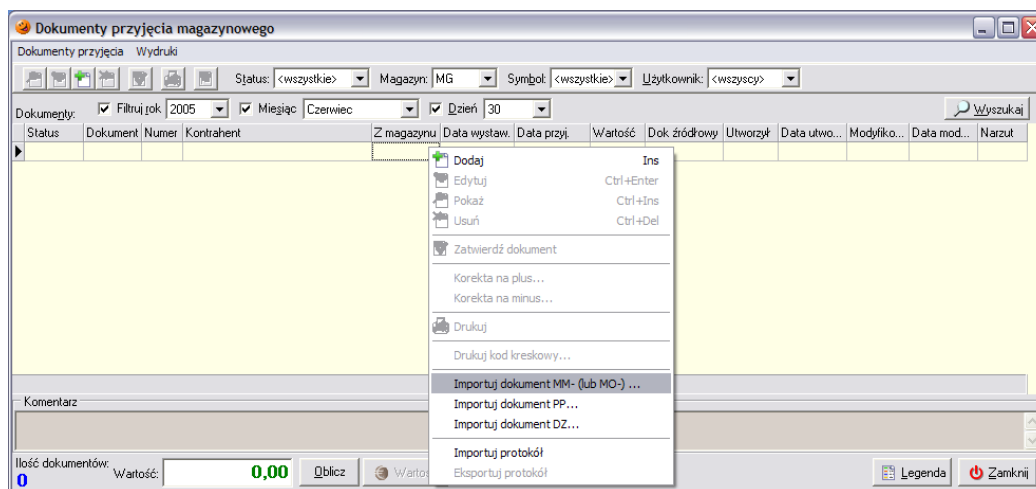 Dokumenty przyjęcia magazynowego
Dokumenty przyjęcia Wydruki
Status: <wszystkie> Magazyn: MG Symbol: <wszystkie> Użytkownik: <wszyscy>
Dokumenty: Filtruj rok 2005 Miesiąc Czerwiec Dzień 30 Wyszukaj
Status Dokument Numer Kontrahent Z magazynu Data wystaw. Data przyj. Wartość Dok źródłowy Utworzył Data utwo... Modyfiko... Data mod... Narzut
Dodaj Ins
Edytuj Ctrl+Enter
Pokaż Ctrl+Ins
Usuń Ctrl+Del
Zatwierdź dokument
Korekta na plus...
Korekta na minus...
Drukuj
Drukuj kod kreskowy...
Importuj dokument MM- (lub MO-) ...
Importuj dokument PP...
Importuj dokument DZ...
Importuj protokół
Eksportuj protokół
Komentarz
Ilość dokumentów:
0
Wartość: 0,00 Oblicz Wartoś Legenda Zamknij